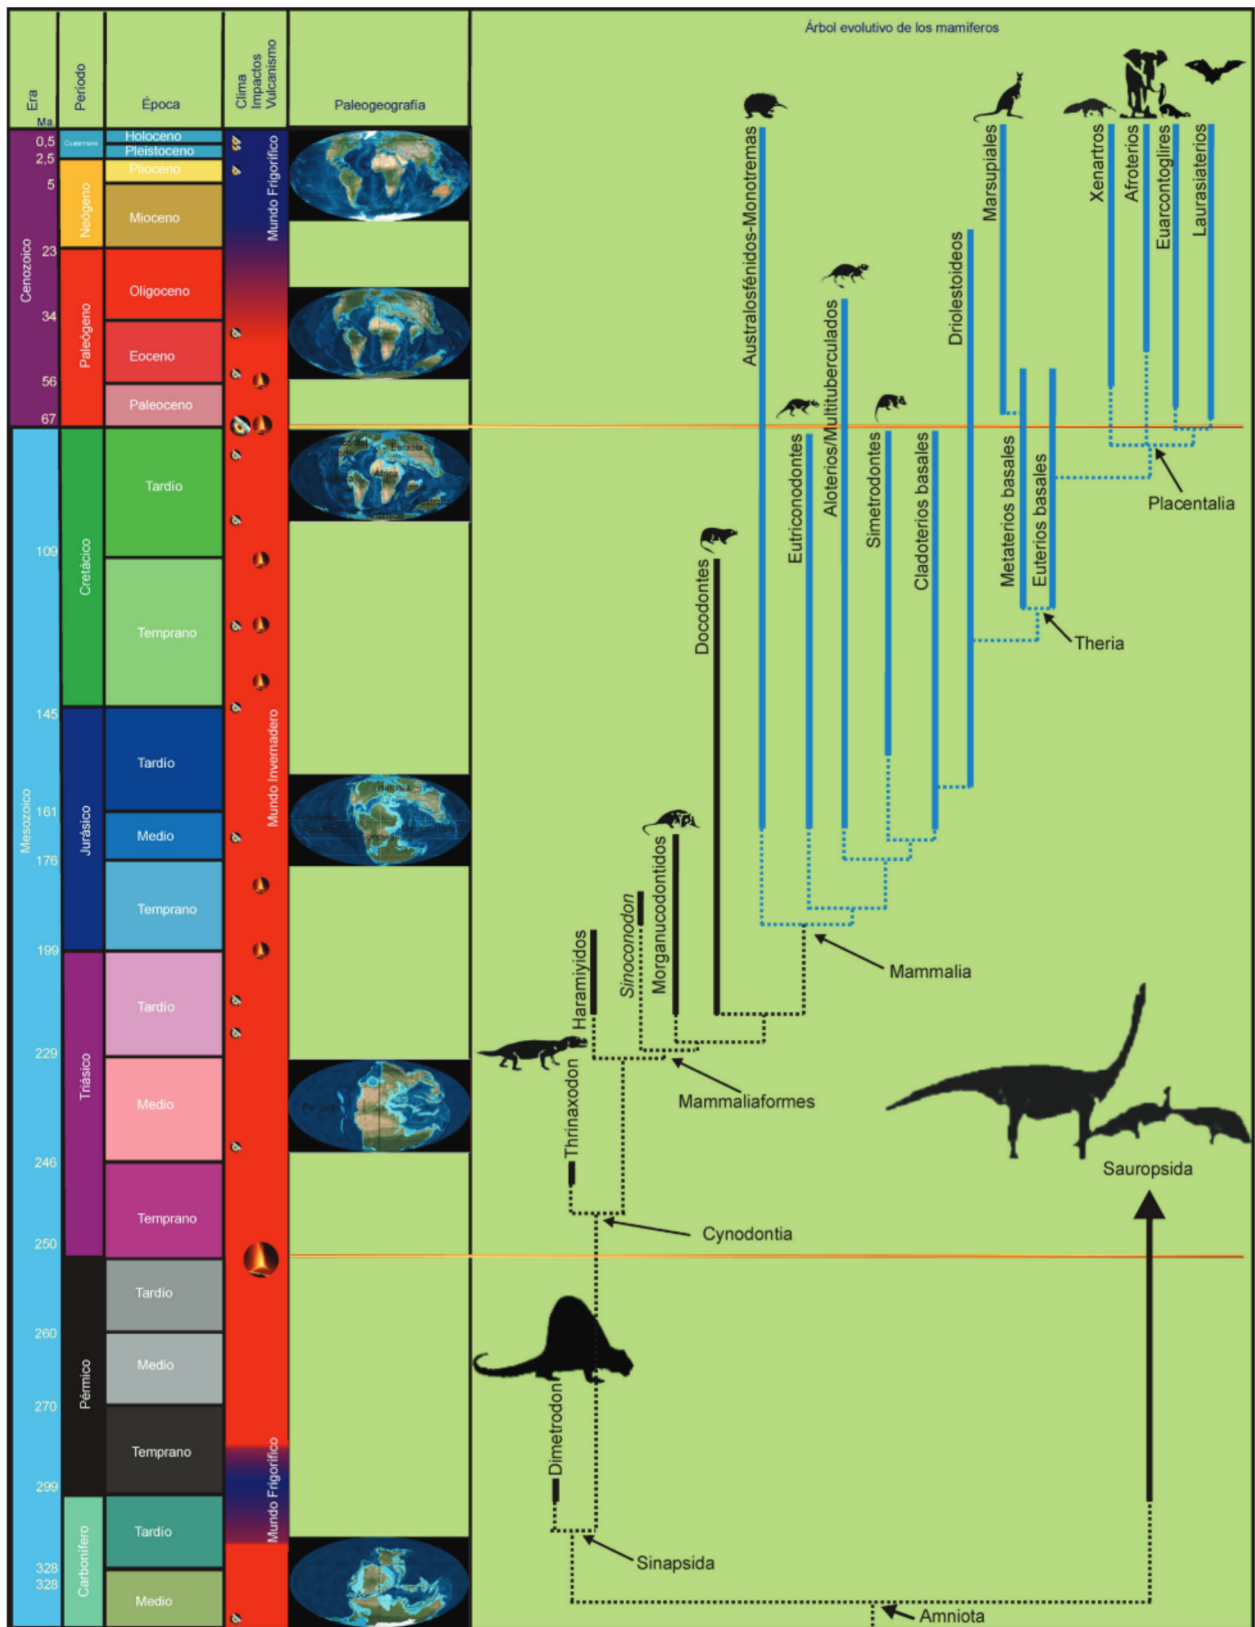 Árbol evolutivo de los mamíferos
Era
Ma.
Período
Época
Clima
Impactos
Vulcanismo
Paleogeografía
0,5
2,5
5
23
34
56
67
109
145
161
176
199
229
246
250
260
270
299
328
328
Cenozoico
Mesozoico
Cuaternario
Neógeno
Paleógeno
Cretácico
Jurásico
Triásico
Pérmico
Carbonífero
Holoceno
Pleistoceno
Plioceno
Mioceno
Oligoceno
Eoceno
Paleoceno
Tardío
Temprano
Tardío
Medio
Temprano
Tardío
Medio
Temprano
Tardío
Medio
Temprano
Tardío
Medio
Mundo Frigorífico
Mundo Invernadero
Mundo Frigorífico
Eurasia
África
Australosfénidos-Monotremas
Eutriconodontes
Aloterios/Multituberculados
Simetrodontes
Cladoterios basales
Driolestoideos
Marsupiales
Metaterios basales
Euterios basales
Xenartros
Afroterios
Euarcontoglires
Laurasiaterios
Placentalia
Theria
Docodontes
Morganucodontidos
Sinoconodon
Haramiyidos
Mammalia
Mammaliaformes
Thrinaxodon
Cynodontia
Sauropsida
Dimetrodon
Sinapsida
Amniota